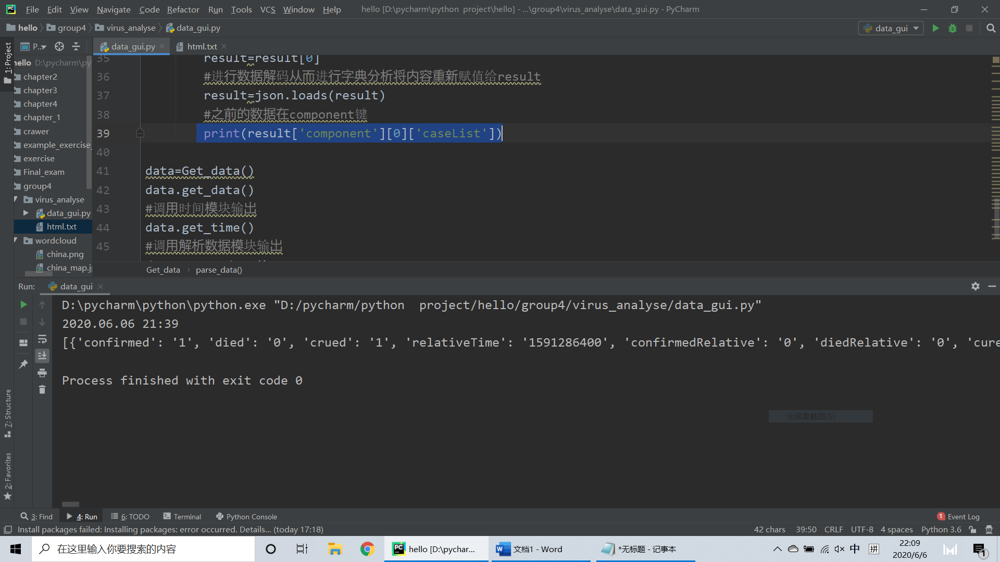 File Edit View Navigate Code Refactor Run Tools VCS Window Help hello [D:\pycharm\python  project\hello] - ...\group4\virus_analyse\data_gui.py - PyCharm
hello group4 virus_analyse data_gui.py data_gui
1: Project P.. data_gui.py html.txt
hello D:\pycharm\py
chapter2
chapter3
chapter4
chapter_1
crawer
example_exercise_
exercise
Final_exam
group4
virus_analyse
data_gui.py
html.txt
wordcloud
china.png
china_map.j
35 result=result[0]
36 #进行数据解码从而进行字典分析将内容重新赋值给result
37 result=json.loads(result)
38 #之前的数据在component键
39 print(result['component'][0]['caseList'])
40
41 data=Get_data()
42 data.get_data()
43 #调用时间模块输出
44 data.get_time()
45 #调用解析数据模块输出
Get_data parse_data()
Run: data_gui
D:\pycharm\python\python.exe "D:/pycharm/python  project/hello/group4/virus_analyse/data_gui.py"
2020.06.06 21:39
[{'confirmed': '1', 'died': '0', 'crued': '1', 'relativeTime': '1591286400', 'confirmedRelative': '0', 'diedRelative': '0', 'cure
Process finished with exit code 0
全屏幕截图(S)
7: Structure
2: Favorites
3: Find 4: Run 6: TODO Terminal Python Console 1 Event Log
Install packages failed: Installing packages: error occurred. Details... (today 17:18) 42 chars 39:50 CRLF UTF-8 4 spaces Python 3.6
在这里输入你要搜索的内容 hello [D:\pychar... 文档1 - Word *无标题 - 记事本 中 拼 22:09
2020/6/6 1